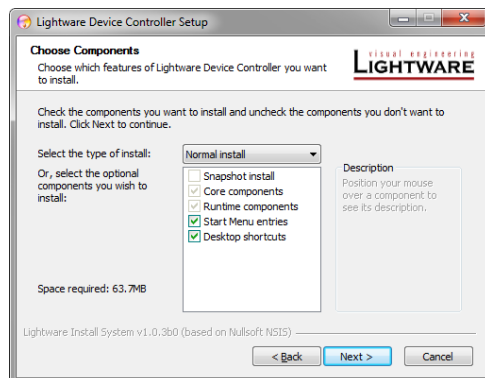 Lightware Device Controller Setup
Choose Components
Choose which features of Lightware Device Controller you want
to install.
visual engineering
LIGHTWARE
Check the components you want to install and uncheck the components you don't want to
install. Click Next to continue.
Select the type of install:
Normal install
Or, select the optional
components you wish to
install:
Snapshot install
Core components
Runtime components
Start Menu entries
Desktop shortcuts
Description
Position your mouse
over a component to
see its description.
Space required: 63.7MB
Lightware Install System v1.0.3b0 (based on Nullsoft NSIS)
< Back
Next >
Cancel